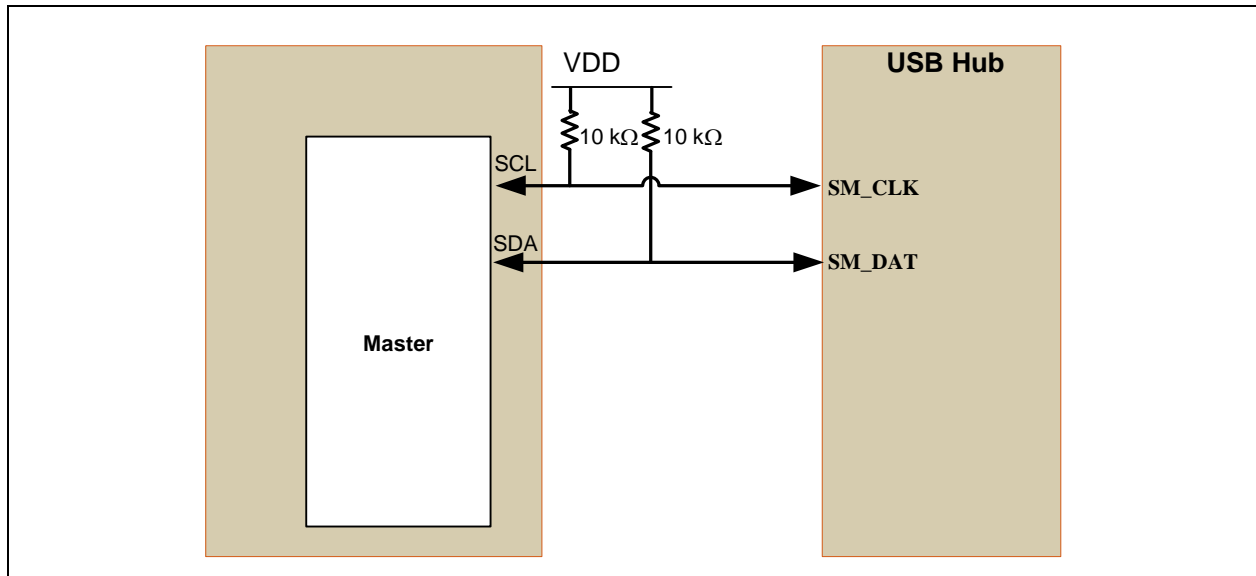 VDD
USB Hub
10 kΩ
10 kΩ
SCL
SM_CLK
SDA
SM_DAT
Master